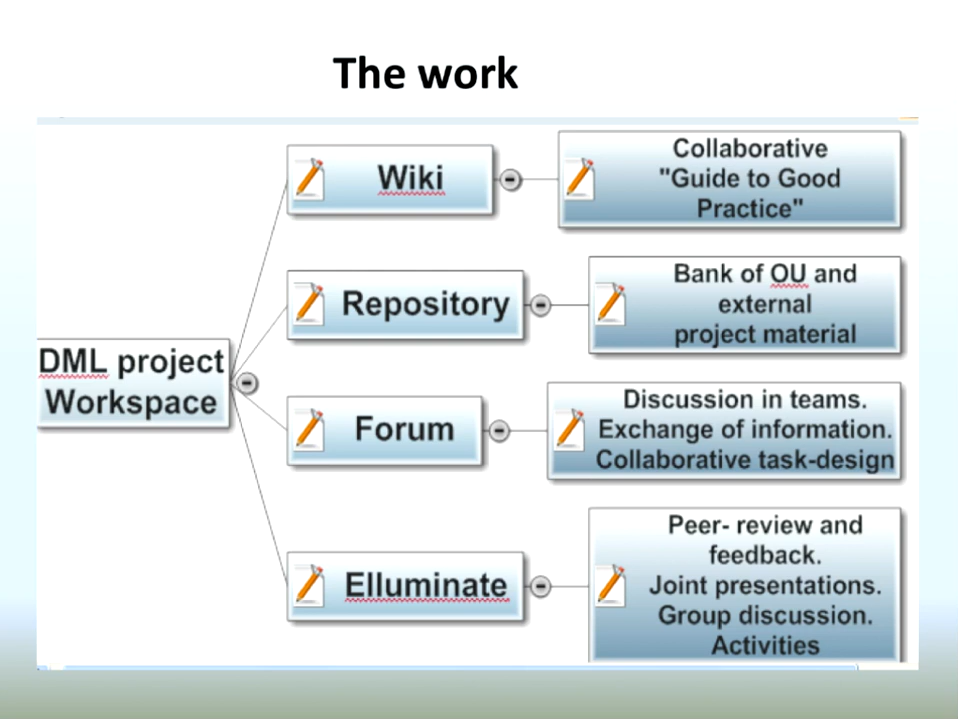 The work
DML project
Workspace
Wiki
Collaborative
"Guide to Good
Practice"
Repository
Bank of OU and
external
project material
Forum
Discussion in teams.
Exchange of information.
Collaborative task-design
Elluminate
Peer- review and
feedback.
Joint presentations.
Group discussion.
Activities